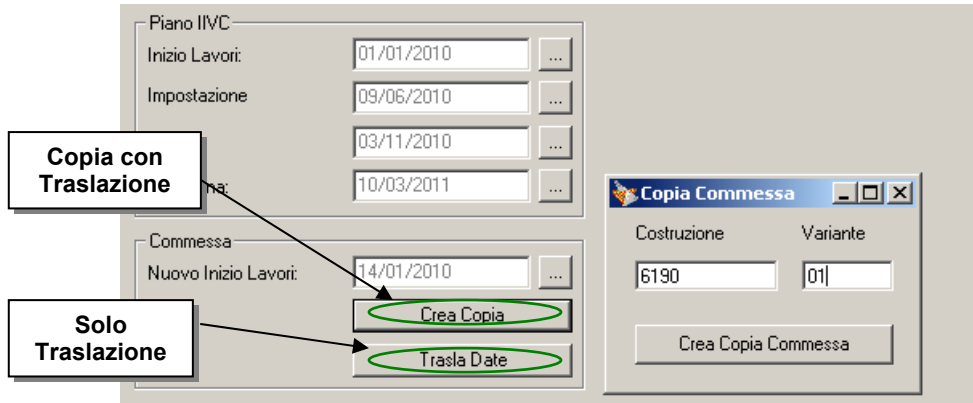 Piano IIVC
Inizio Lavori: 01/01/2010 ...
Impostazione 09/06/2010 ...
03/11/2010 ...
10/03/2011 ...
Copia con
Traslazione
Commessa
Nuovo Inizio Lavori: 14/01/2010 ...
Crea Copia
Trasla Date
Solo
Traslazione
Copia Commessa
Costruzione Variante
6190 01
Crea Copia Commessa